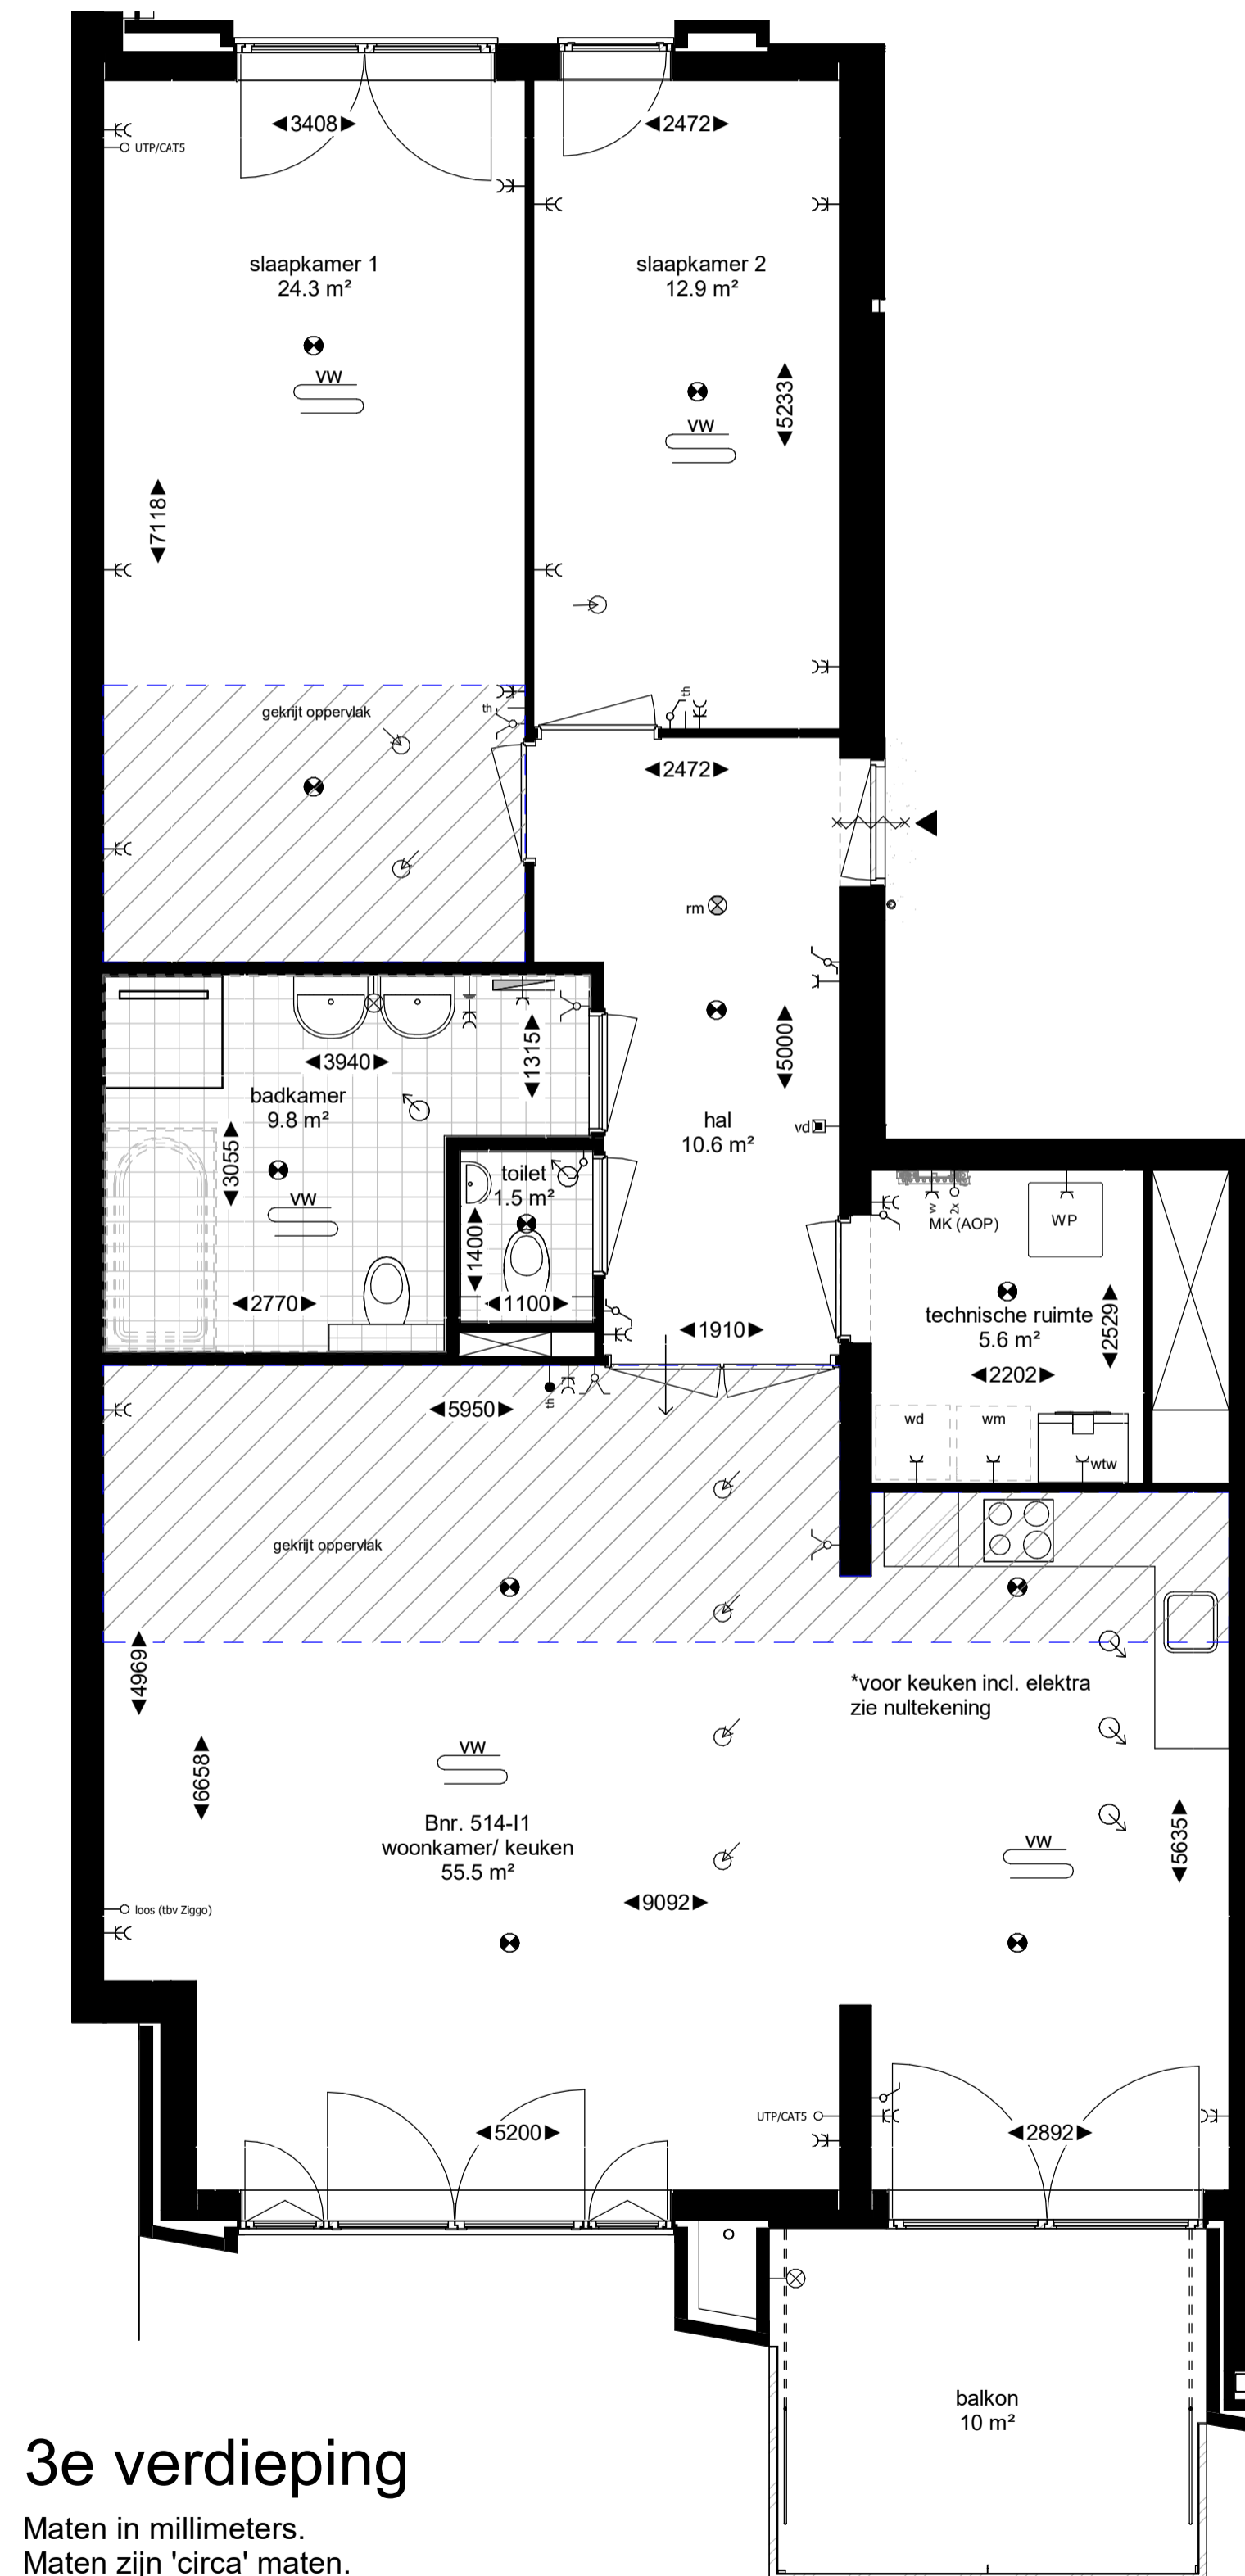 3408
2472
UTP/CAT5
slaapkamer 1
24.3 m²
slaapkamer 2
12.9 m²
vw
vw
5233
7118
gekrijt oppervlak
th
th
2472
rm
3940
1315
5000
badkamer
9.8 m²
3055
vw
hal
10.6 m²
vd
toilet
1.5 m²
1400
1100
2770
1910
w
2x
MK (AOP)
WP
technische ruimte
5.6 m²
2529
2202
wd
wm
wtw
5950
th
gekrijt oppervlak
4969
*voor keuken incl. elektra
zie nultekening
6658
vw
Bnr. 514-I1
woonkamer/ keuken
55.5 m²
vw
5635
9092
loos (tbv Ziggo)
UTP/CAT5
5200
2892
balkon
10 m²
3e verdieping
Maten in millimeters.
Maten zijn 'circa' maten.